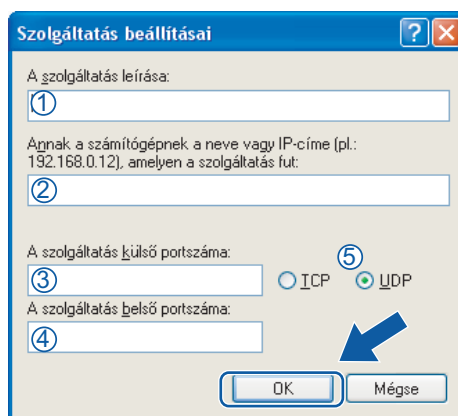 Szolgáltatás beállításai
A szolgáltatás leírása:
①
Annak a számítógépnek a neve vagy IP-címe (pl.:
192.168.0.12), amelyen a szolgáltatás fut:
②
A szolgáltatás külső portszáma:
⑤
③ TCP UDP
A szolgáltatás belső portszáma:
④
OK Mégse